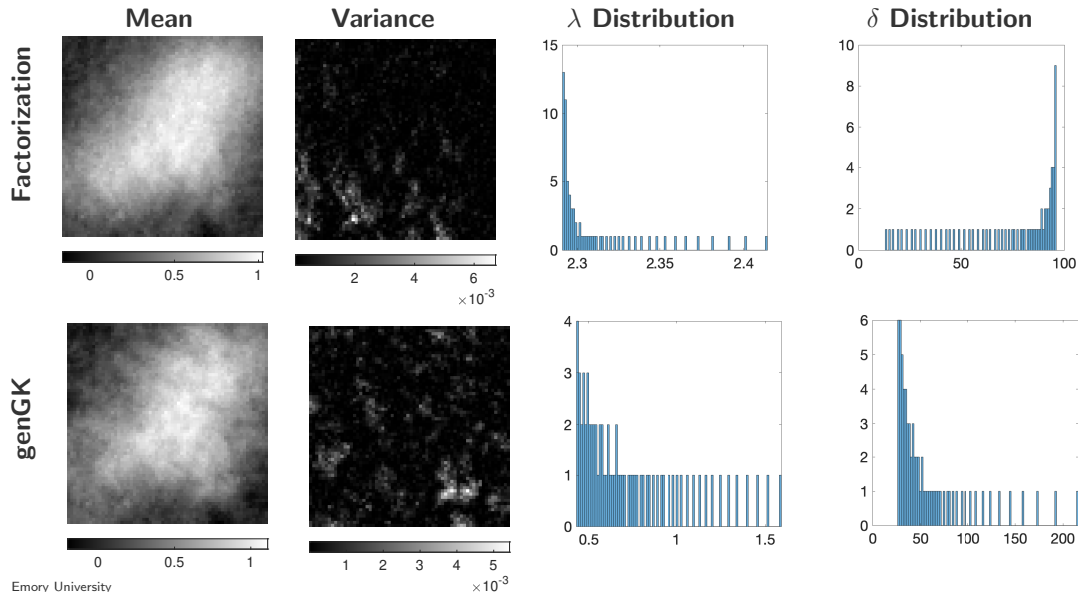 Mean Variance λ Distribution δ Distribution
Factorization
0 0.5 1
2 4 6
×10⁻³
15
10
5
0
2.3 2.35 2.4
10
8
6
4
2
0
0 50 100
genGK
0 0.5 1
1 2 3 4 5
×10⁻³
4
3
2
1
0
0.5 1 1.5
6
5
4
3
2
1
0
0 50 100 150 200
Emory University